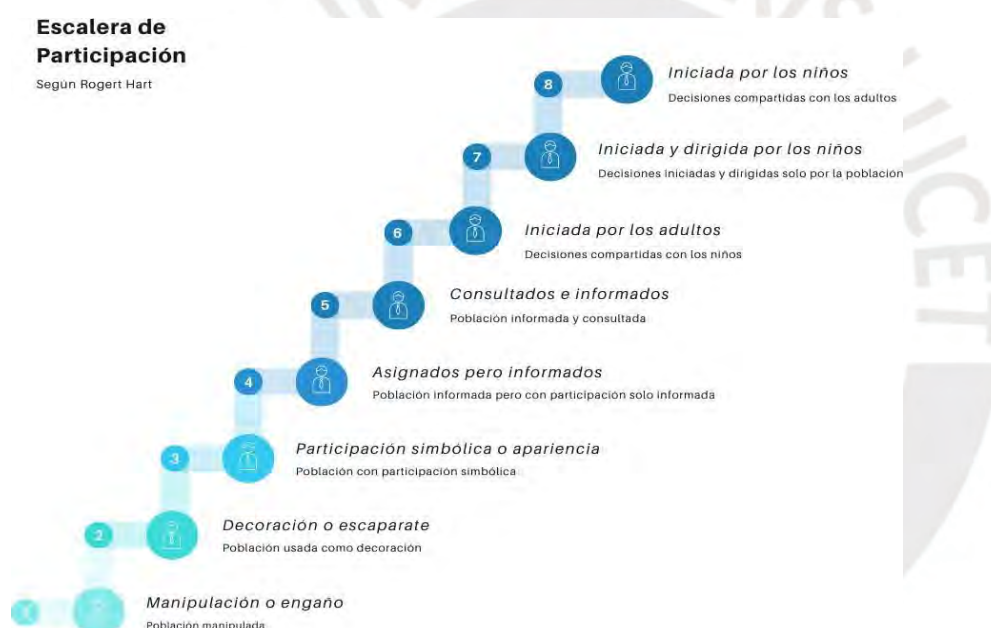 Escalera de
Participación
Según Rogert Hart
8
Iniciada por los niños
Decisiones compartidas con los adultos
7
Iniciada y dirigida por los niños
Decisiones iniciadas y dirigidas solo por la población
6
Iniciada por los adultos
Decisiones compartidas con los niños
5
Consultados e informados
Población informada y consultada
4
Asignados pero informados
Población informada pero con participación solo informada
3
Participación simbólica o apariencia
Población con participación simbólica
2
Decoración o escaparate
Población usada como decoración
Manipulación o engaño
Población manipulada